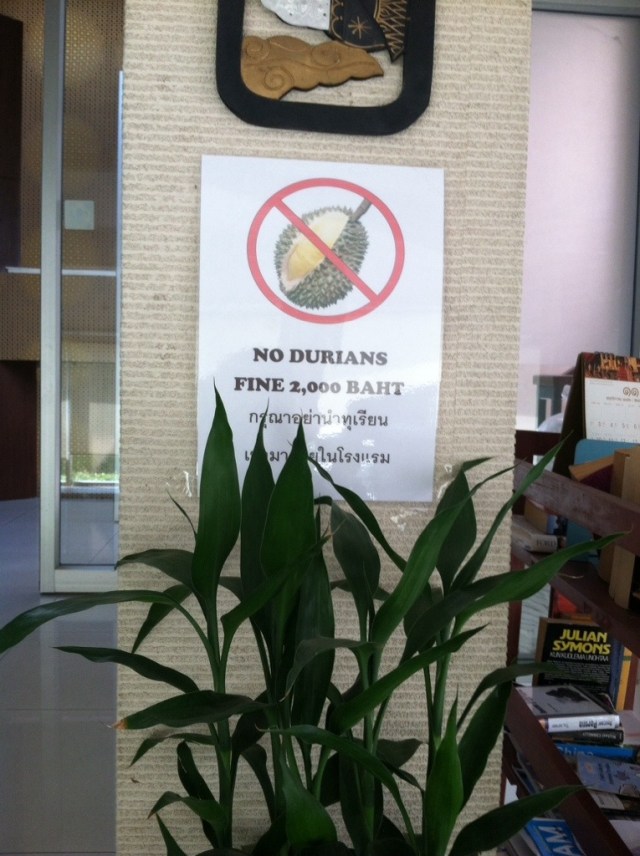 NO DURIANS
FINE 2,000 BAHT
กรุณาอย่านำทุเรียน
ในโรงแรม
JULIAN
SYMONS